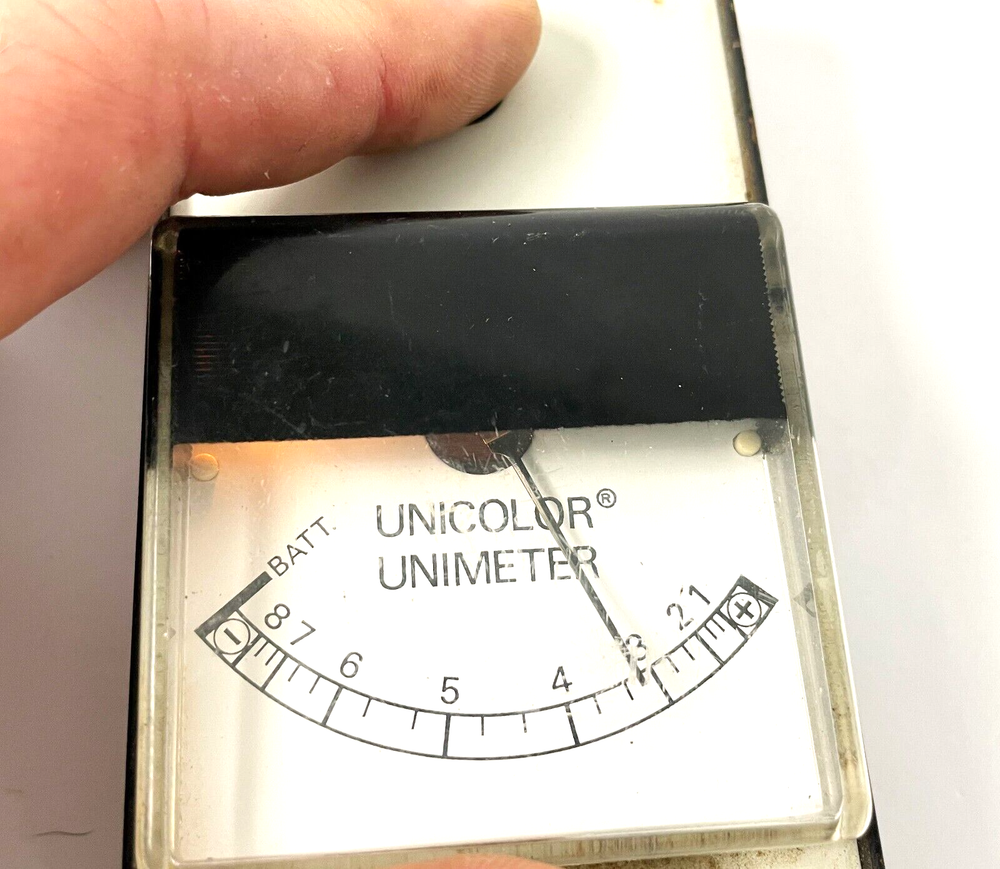 UNICOLOR®
UNIMETER
BATT.
8 7 6 5 4 3 2 1
− +